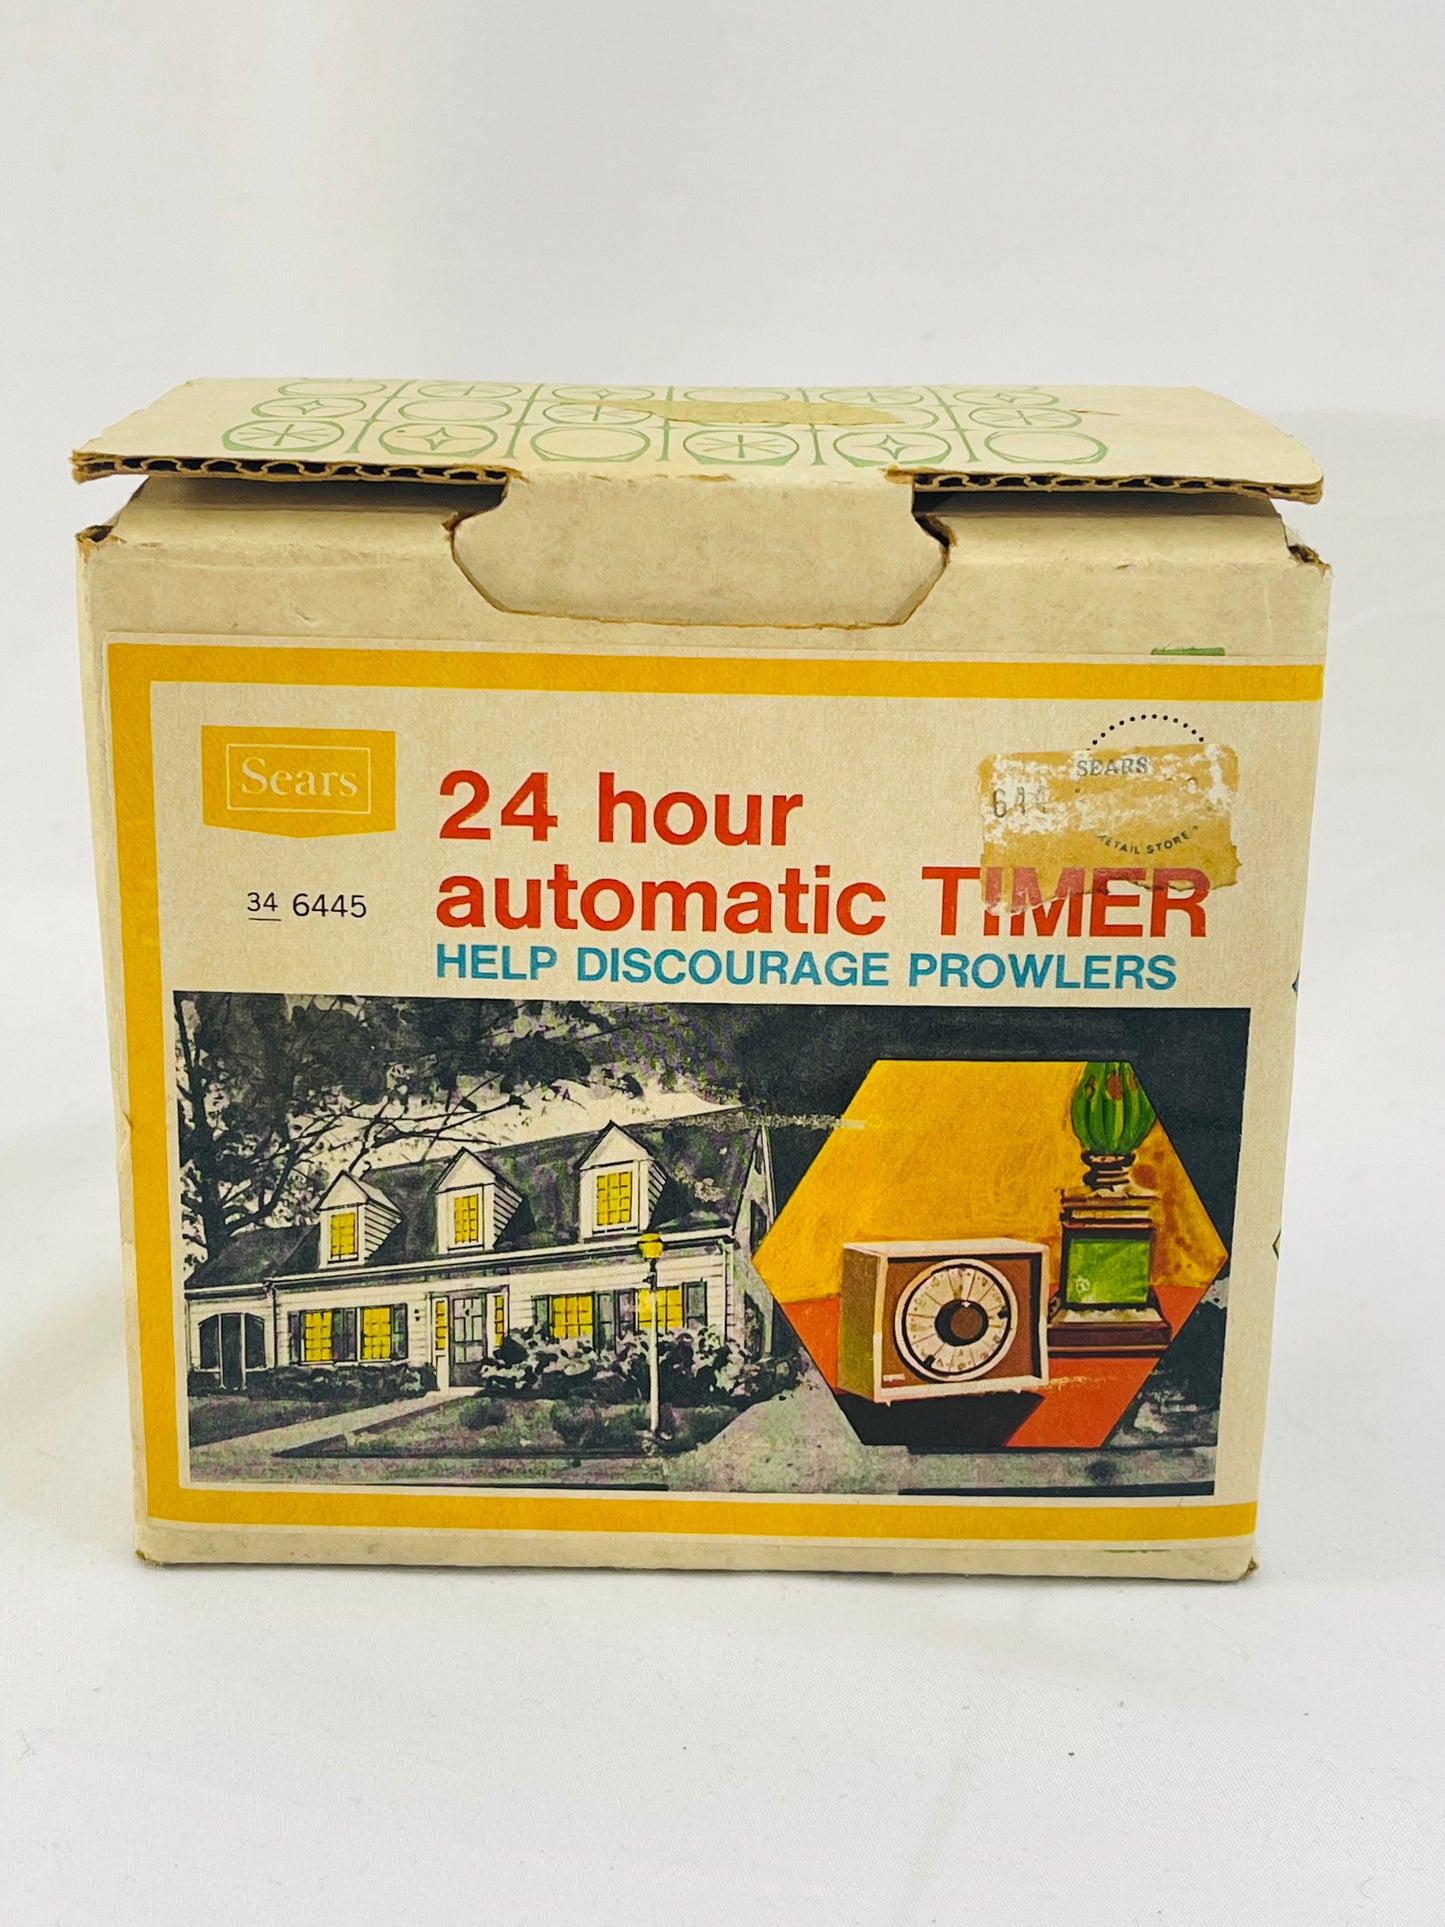 Sears
24 hour
automatic TIMER
34 6445
HELP DISCOURAGE PROWLERS
SEARS
RETAIL STORE